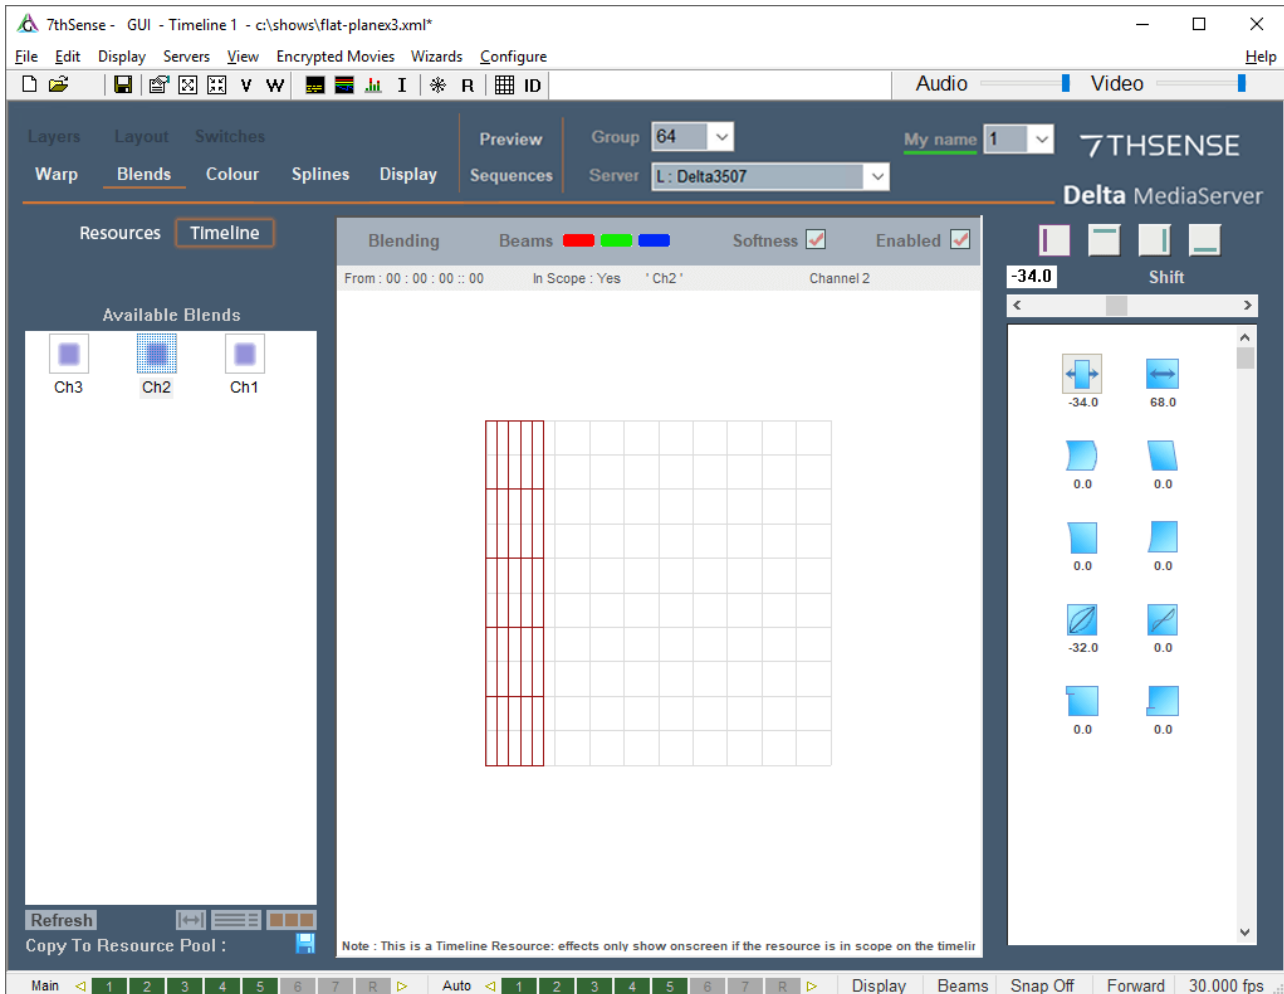 7thSense - GUI - Timeline 1 - c:\shows\flat-planex3.xml*
File Edit Display Servers View Encrypted Movies Wizards Configure Help
V W I R ID Audio Video
Layers Layout Switches Preview Group 64 My name 1 7THSENSE
Warp Blends Colour Splines Display Sequences Server L : Delta3507
Delta MediaServer
Resources Timeline
Blending Beams Softness Enabled
-34.0 Shift
From : 00 : 00 : 00 :: 00 In Scope : Yes ' Ch2 ' Channel 2
Available Blends
Ch3 Ch2 Ch1
-34.0 68.0
0.0 0.0
0.0 0.0
-32.0 0.0
0.0 0.0
Refresh
Copy To Resource Pool :
Note : This is a Timeline Resource: effects only show onscreen if the resource is in scope on the timelin
Main 1 2 3 4 5 6 7 R Auto 1 2 3 4 5 6 7 R Display Beams Snap Off Forward 30.000 fps